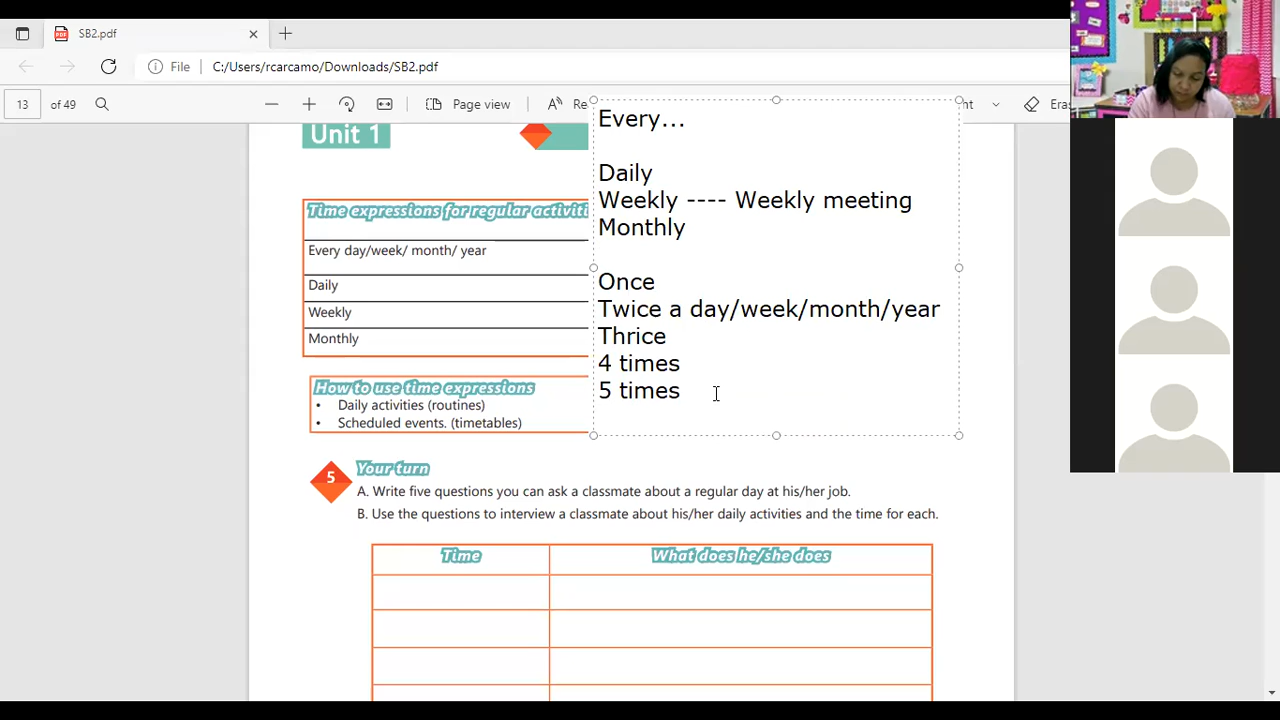 SB2.pdf
File
C:/Users/rcarcamo/Downloads/SB2.pdf
13 of 49
Page view
Unit 1
Time expressions for regular activiti
Every day/week/ month/ year
Daily
Weekly
Monthly
How to use time expressions
• Daily activities (routines)
• Scheduled events. (timetables)
Every...
Daily
Weekly ---- Weekly meeting
Monthly
Once
Twice a day/week/month/year
Thrice
4 times
5 times
5
Your turn
A. Write five questions you can ask a classmate about a regular day at his/her job.
B. Use the questions to interview a classmate about his/her daily activities and the time for each.
Time
What does he/she does